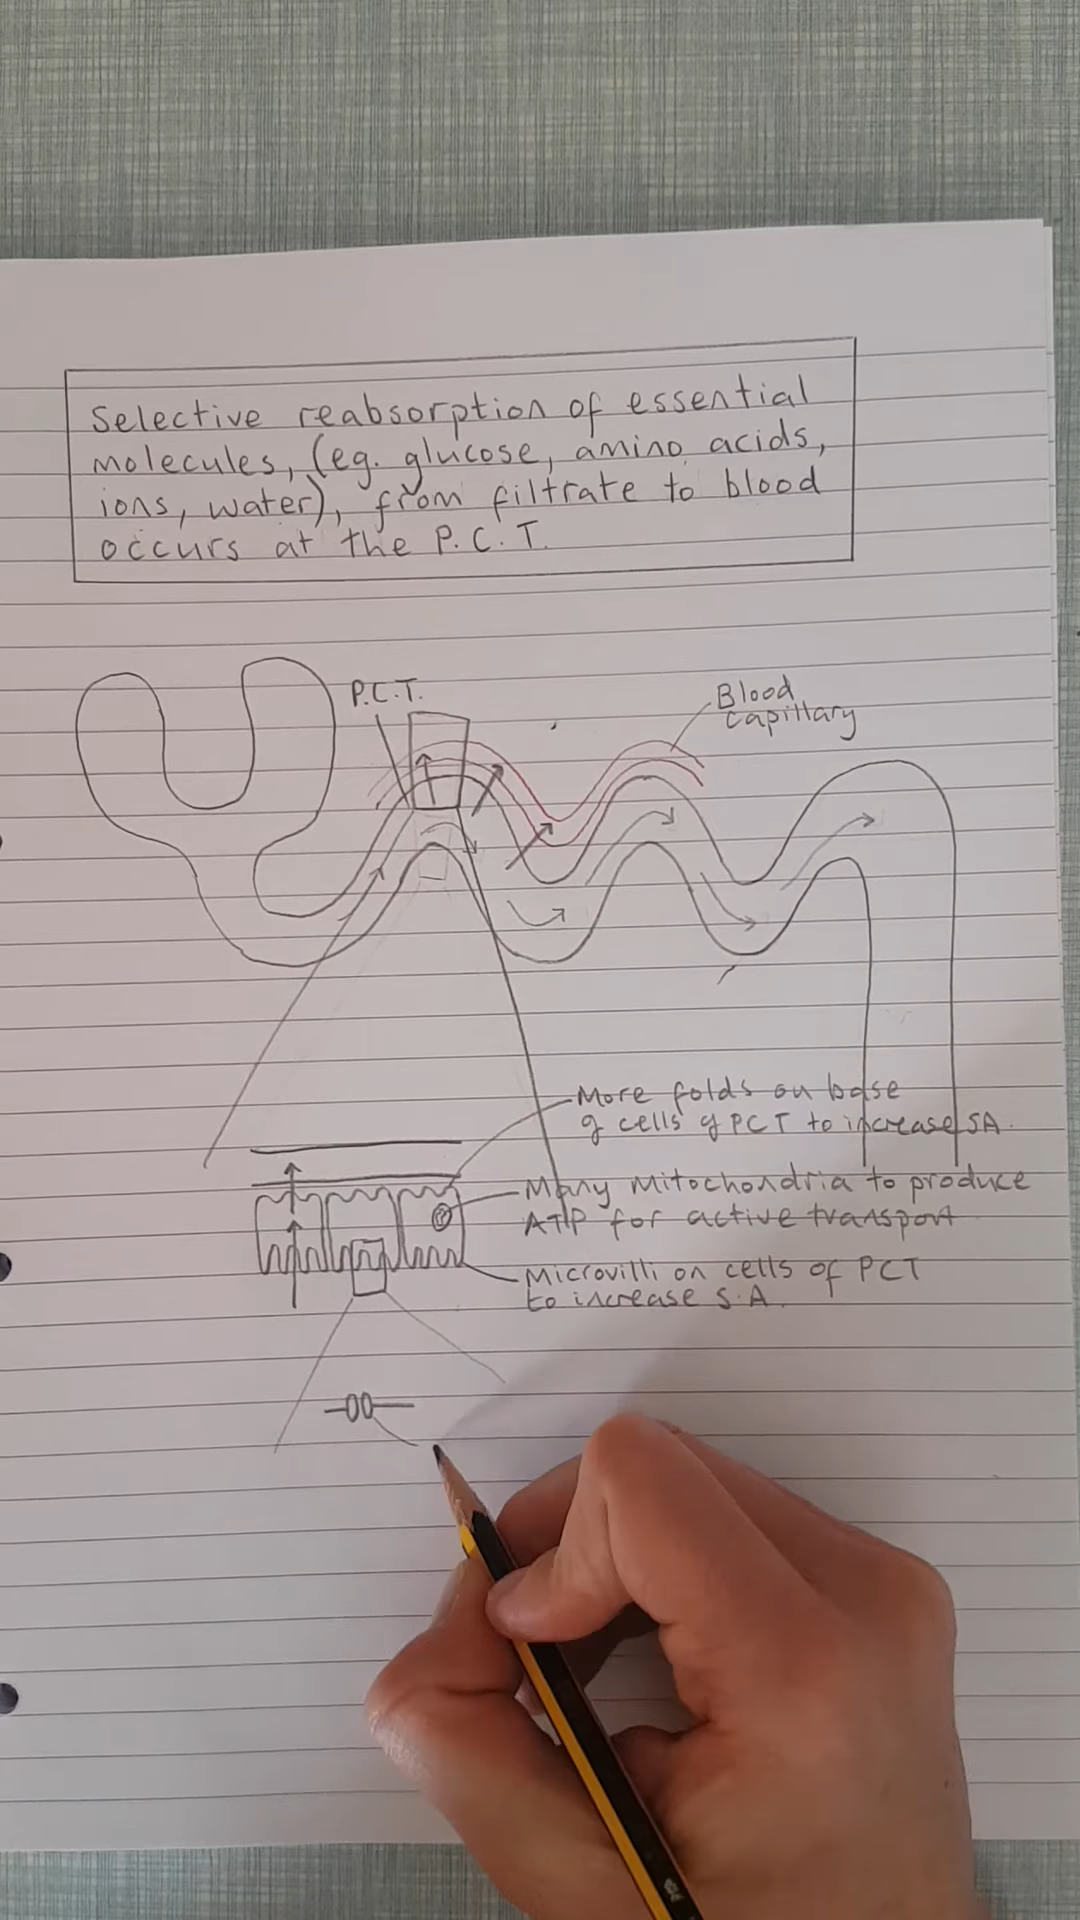 Selective reabsorption of essential
molecules, (eg. glucose, amino acids,
ions, water), from filtrate to blood
occurs at the P.C.T.
P.C.T.
Blood
capillary
More folds on base
of cells of PCT to increase SA.
Many mitochondria to produce
ATP for active transport
Microvilli on cells of PCT
to increase S.A.